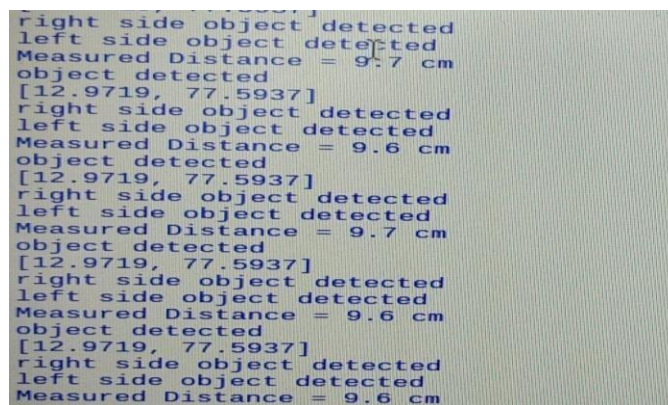 right side object detected
left side object detected
Measured Distance = 9.7 cm
object detected
[12.9719, 77.5937]
right side object detected
left side object detected
Measured Distance = 9.6 cm
object detected
[12.9719, 77.5937]
right side object detected
left side object detected
Measured Distance = 9.7 cm
object detected
[12.9719, 77.5937]
right side object detected
left side object detected
Measured Distance = 9.6 cm
object detected
[12.9719, 77.5937]
right side object detected
left side object detected
Measured Distance = 9.6 cm